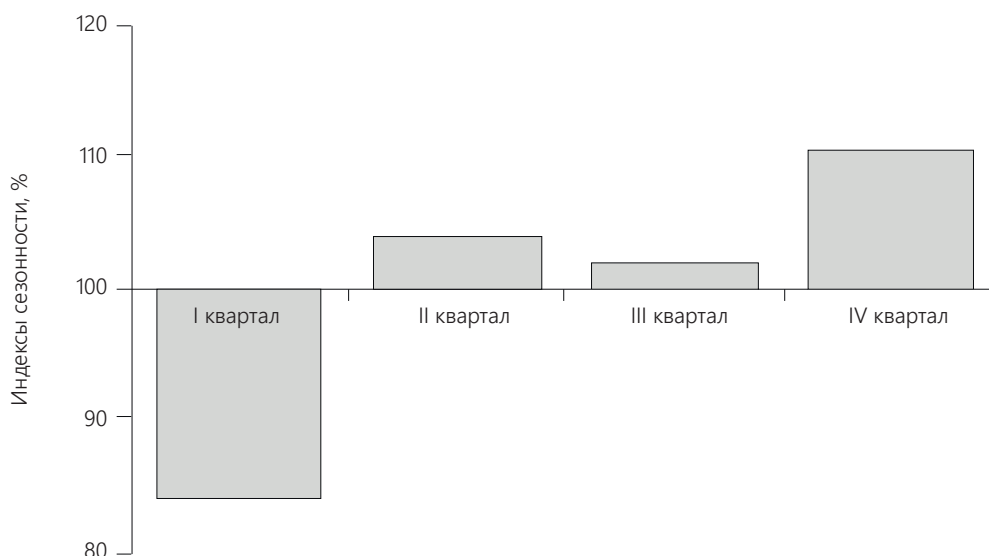 120
110
100
90
80
Индексы сезонности, %
I квартал
II квартал
III квартал
IV квартал